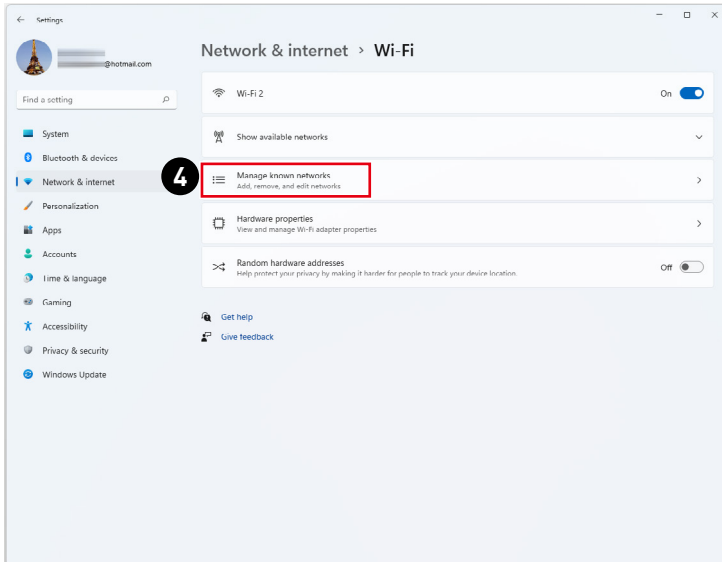 Settings
@hotmail.com
Find a setting
System
Bluetooth & devices
Network & internet
Personalization
Apps
Accounts
Time & language
Gaming
Accessibility
Privacy & security
Windows Update
Network & internet > Wi-Fi
Wi-Fi 2
On
Show available networks
4
Manage known networks
Add, remove, and edit networks
Hardware properties
View and manage Wi-Fi adapter properties
Random hardware addresses
Help protect your privacy by making it harder for people to track your device location.
Off
Get help
Give feedback